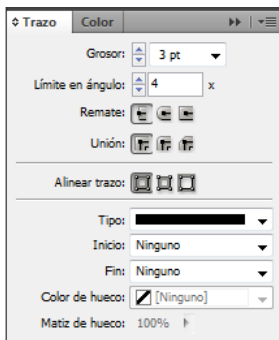 Trazo Color
Grosor: 3 pt
Límite en ángulo: 4 x
Remate:
Unión:
Alinear trazo:
Tipo:
Inicio: Ninguno
Fin: Ninguno
Color de hueco: [Ninguno]
Matiz de hueco: 100%